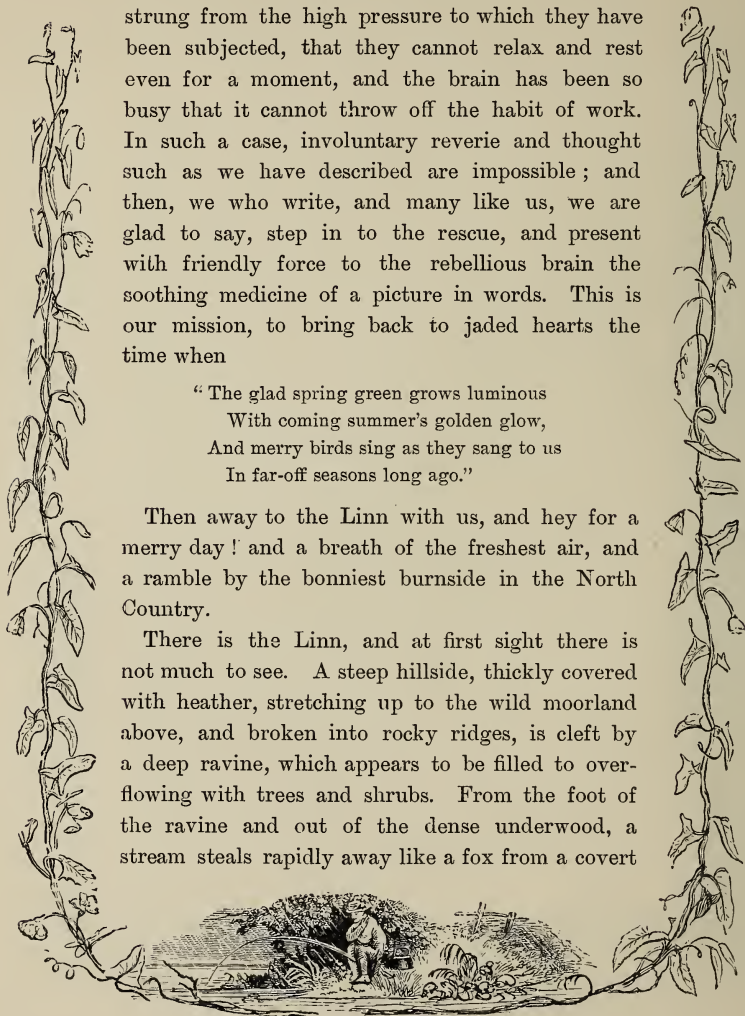 strung from the high pressure to which they have
been subjected, that they cannot relax and rest
even for a moment, and the brain has been so
busy that it cannot throw off the habit of work.
In such a case, involuntary reverie and thought
such as we have described are impossible ; and
then, we who write, and many like us, we are
glad to say, step in to the rescue, and present
with friendly force to the rebellious brain the
soothing medicine of a picture in words. This is
our mission, to bring back to jaded hearts the
time when
“ The glad spring green grows luminous
With coming summer’s golden glow,
And merry birds sing as they sang to us
In far-off seasons long ago.”
Then away to the Linn with us, and hey for a
merry day ! and a breath of the freshest air, and
a ramble by the bonniest burnside in the North
Country.
There is the Linn, and at first sight there is
not much to see. A steep hillside, thickly covered
with heather, stretching up to the wild moorland
above, and broken into rocky ridges, is cleft by
a deep ravine, which appears to be filled to over-
flowing with trees and shrubs. From the foot of
the ravine and out of the dense underwood, a
stream steals rapidly away like a fox from a covert